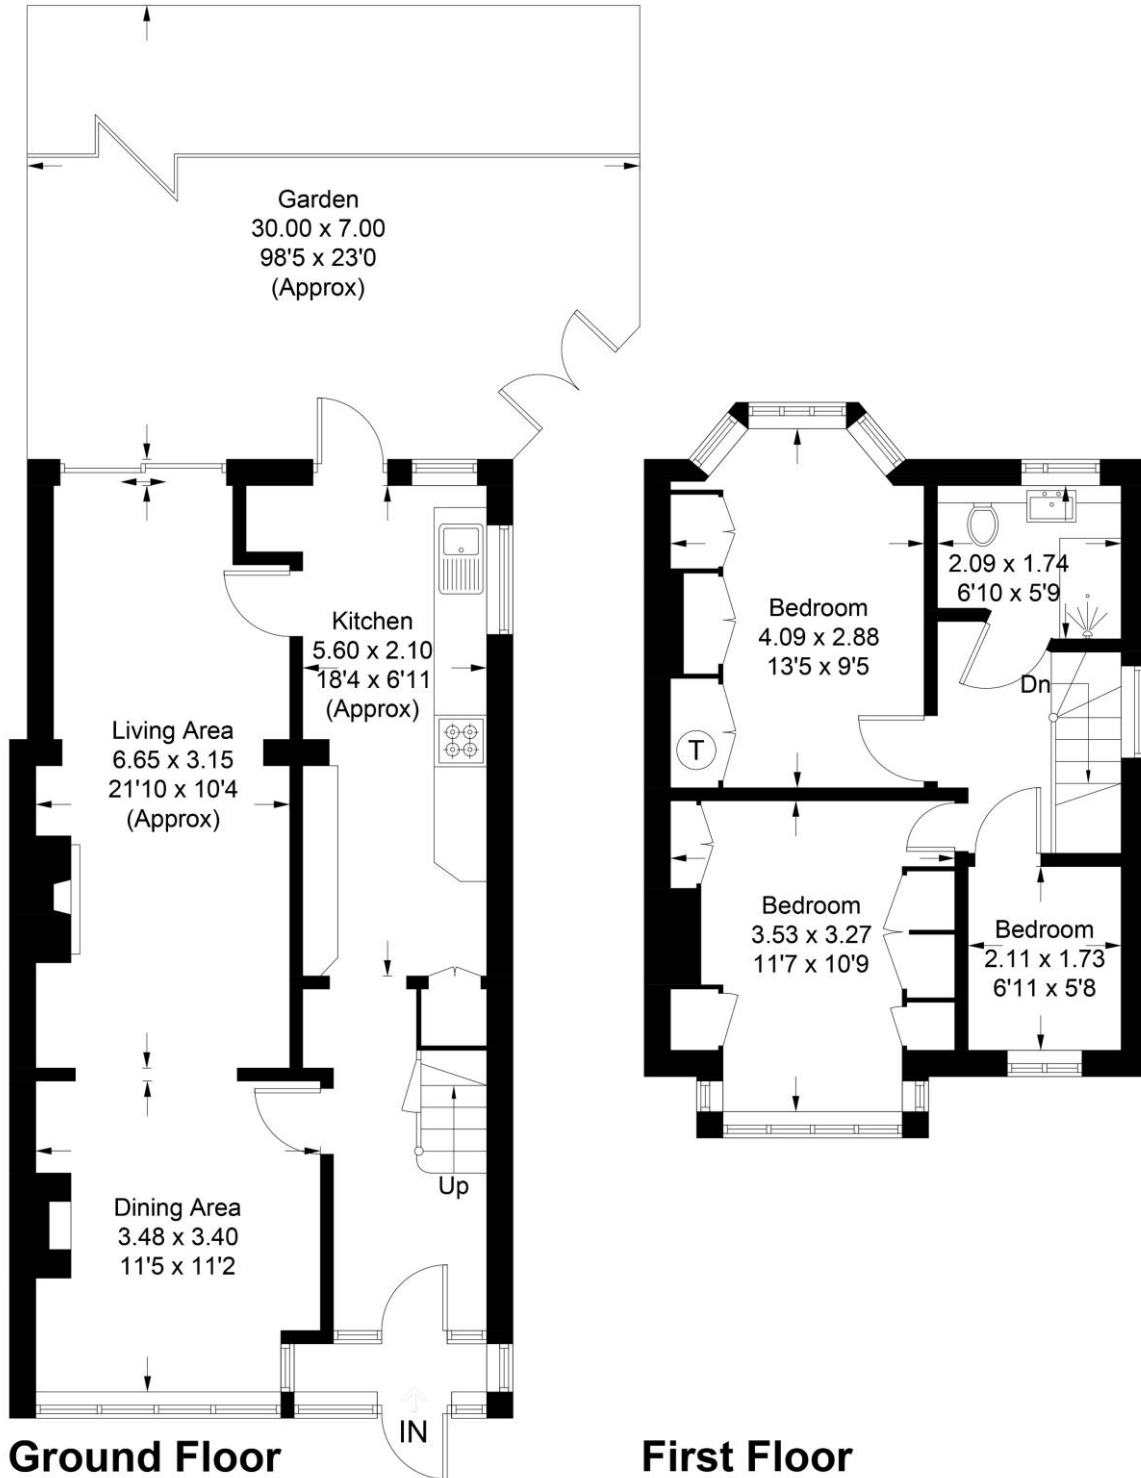 Garden
30.00 x 7.00
98'5 x 23'0
(Approx)
Kitchen
5.60 x 2.10
18'4 x 6'11
(Approx)
Living Area
6.65 x 3.15
21'10 x 10'4
(Approx)
Up
Dining Area
3.48 x 3.40
11'5 x 11'2
IN
Ground Floor
2.09 x 1.74
6'10 x 5'9
Bedroom
4.09 x 2.88
13'5 x 9'5
Dn
T
Bedroom
3.53 x 3.27
11'7 x 10'9
Bedroom
2.11 x 1.73
6'11 x 5'8
First Floor